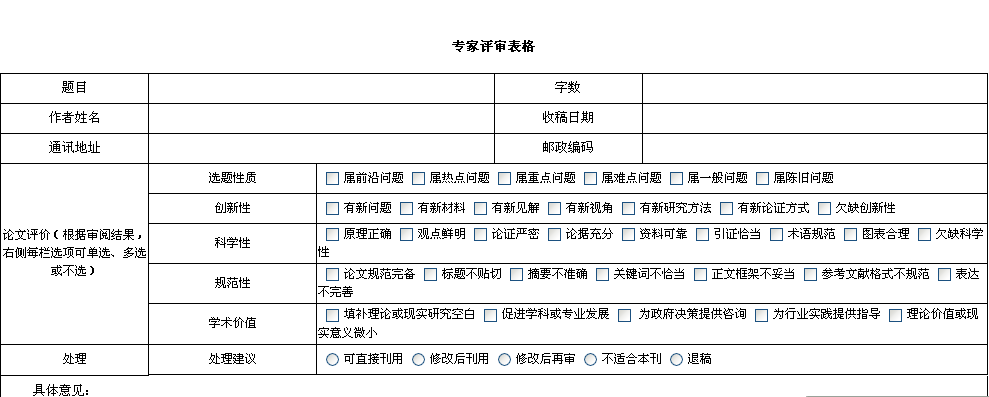 专家评审表格
题目 字数
作者姓名 收稿日期
通讯地址 邮政编码
论文评价(根据审阅结果,
右侧每栏选项可单选、多选
或不选)
选题性质 属前沿问题 属热点问题 属重点问题 属难点问题 属一般问题 属陈旧问题
创新性 有新问题 有新材料 有新见解 有新视角 有新研究方法 有新论证方式 欠缺创新性
科学性 原理正确 观点鲜明 论证严密 论据充分 资料可靠 引证恰当 术语规范 图表合理 欠缺科学
性
规范性 论文规范完备 标题不贴切 摘要不准确 关键词不恰当 正文框架不妥当 参考文献格式不规范 表达
不完善
学术价值 填补理论或现实研究空白 促进学科或专业发展 为政府决策提供咨询 为行业实践提供指导 理论价值或现
实意义微小
处理 处理建议 可直接刊用 修改后刊用 修改后再审 不适合本刊 退稿
具体意见: